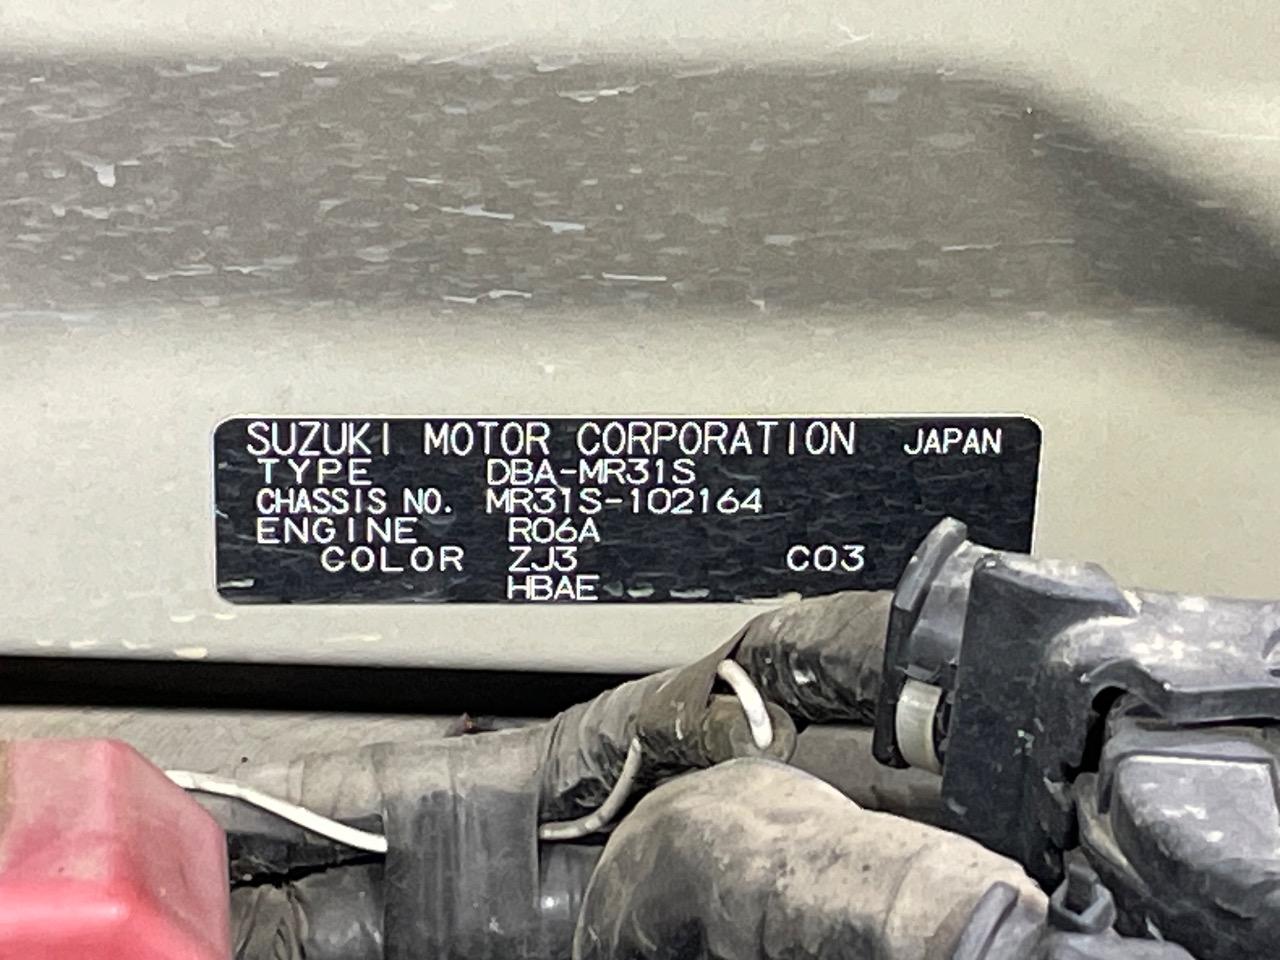 SUZUKI MOTOR CORPORATION JAPAN
TYPE DBA-MR31S
CHASSIS NO. MR31S-102164
ENGINE R06A
COLOR ZJ3 C03
HBAE